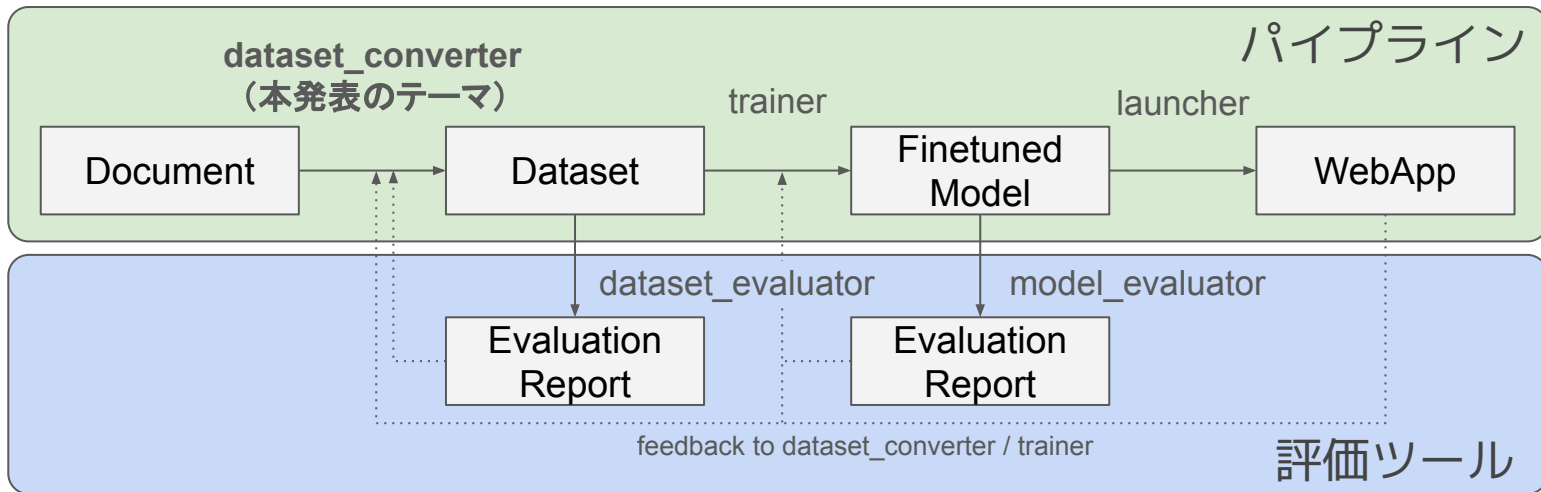 パイプライン
dataset_converter
（本発表のテーマ）
trainer
launcher
Document
Dataset
Finetuned
Model
WebApp
dataset_evaluator
model_evaluator
Evaluation
Report
Evaluation
Report
feedback to dataset_converter / trainer
評価ツール